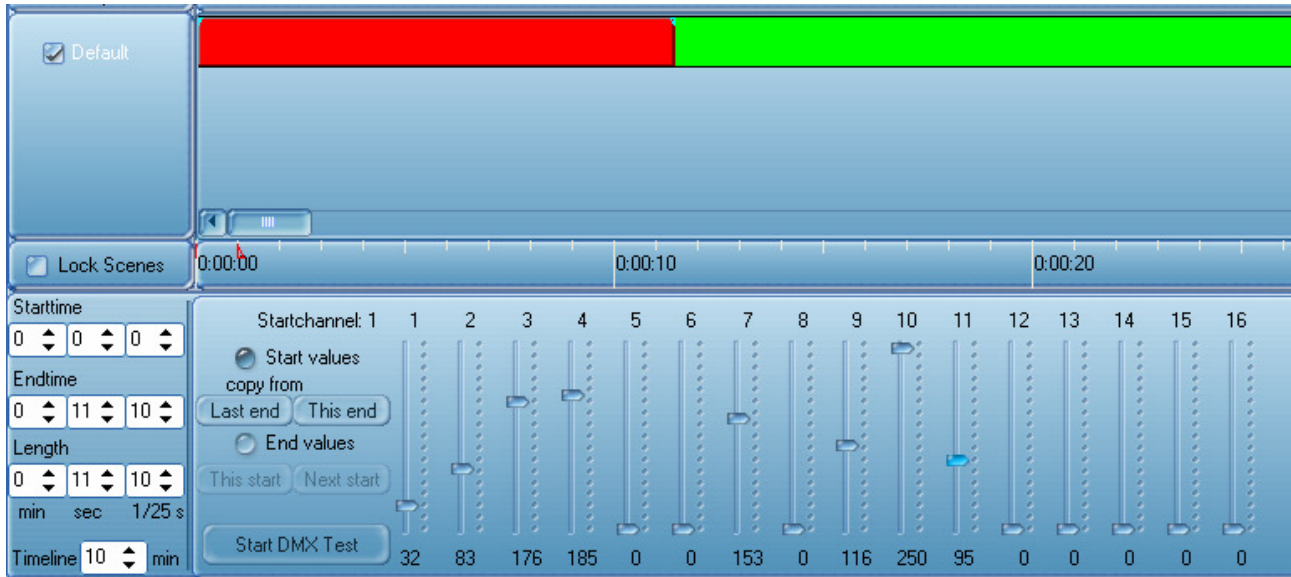 Default
Lock Scenes
0:00:00 0:00:10 0:00:20
Starttime
0 0 0
Endtime
0 11 10
Length
0 11 10
min sec 1/25 s
Timeline 10 min
Startchannel: 1 1 2 3 4 5 6 7 8 9 10 11 12 13 14 15 16
Start values
copy from
Last end This end
End values
This start Next start
Start DMX Test
32 83 176 185 0 0 153 0 116 250 95 0 0 0 0 0